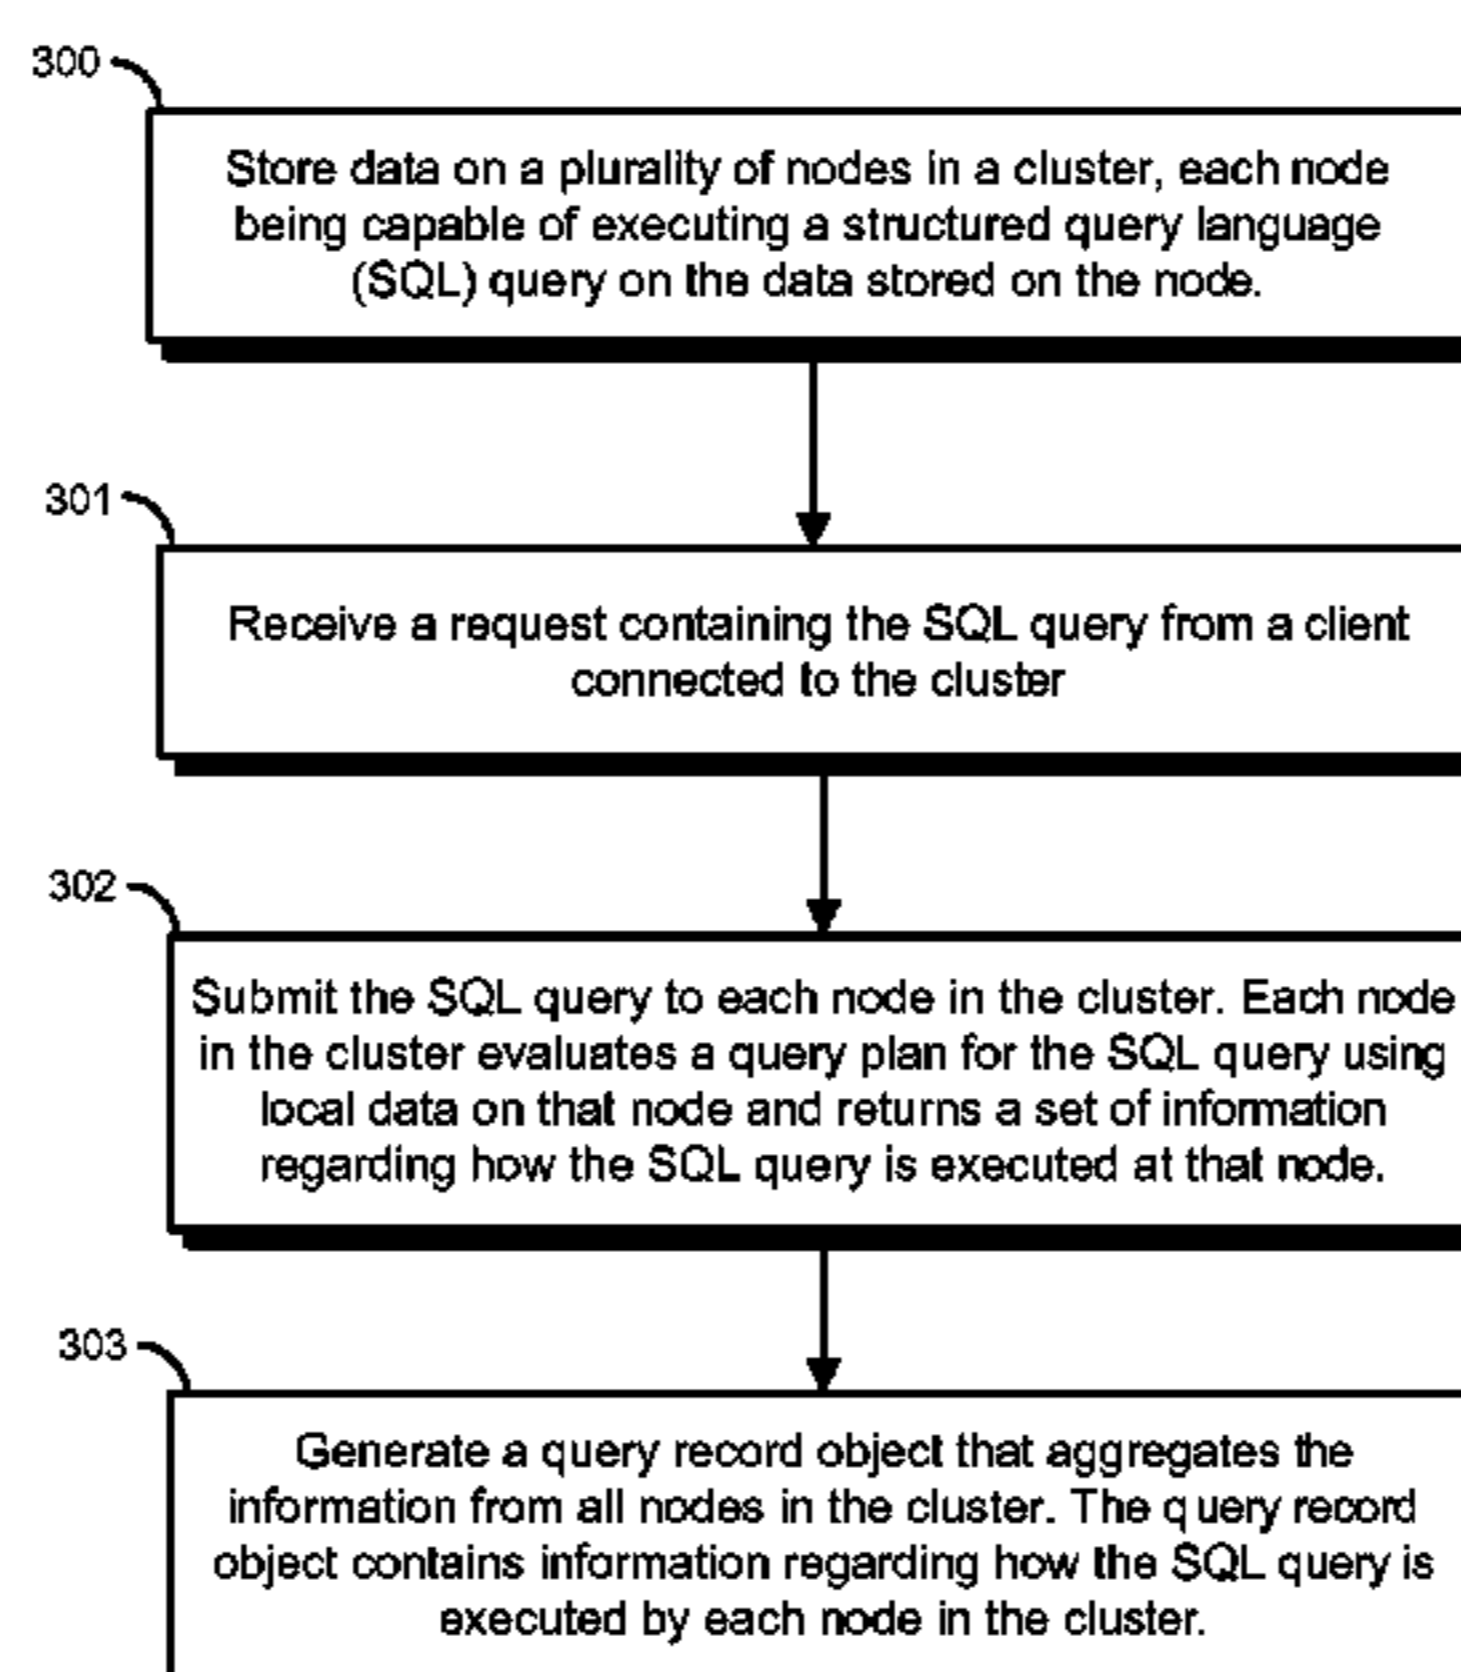 300
Store data on a plurality of nodes in a cluster, each node
being capable of executing a structured query language
(SQL) query on the data stored on the node.
301
Receive a request containing the SQL query from a client
connected to the cluster
302
Submit the SQL query to each node in the cluster. Each node
in the cluster evaluates a query plan for the SQL query using
local data on that node and returns a set of information
regarding how the SQL query is executed at that node.
303
Generate a query record object that aggregates the
information from all nodes in the cluster. The query record
object contains information regarding how the SQL query is
executed by each node in the cluster.